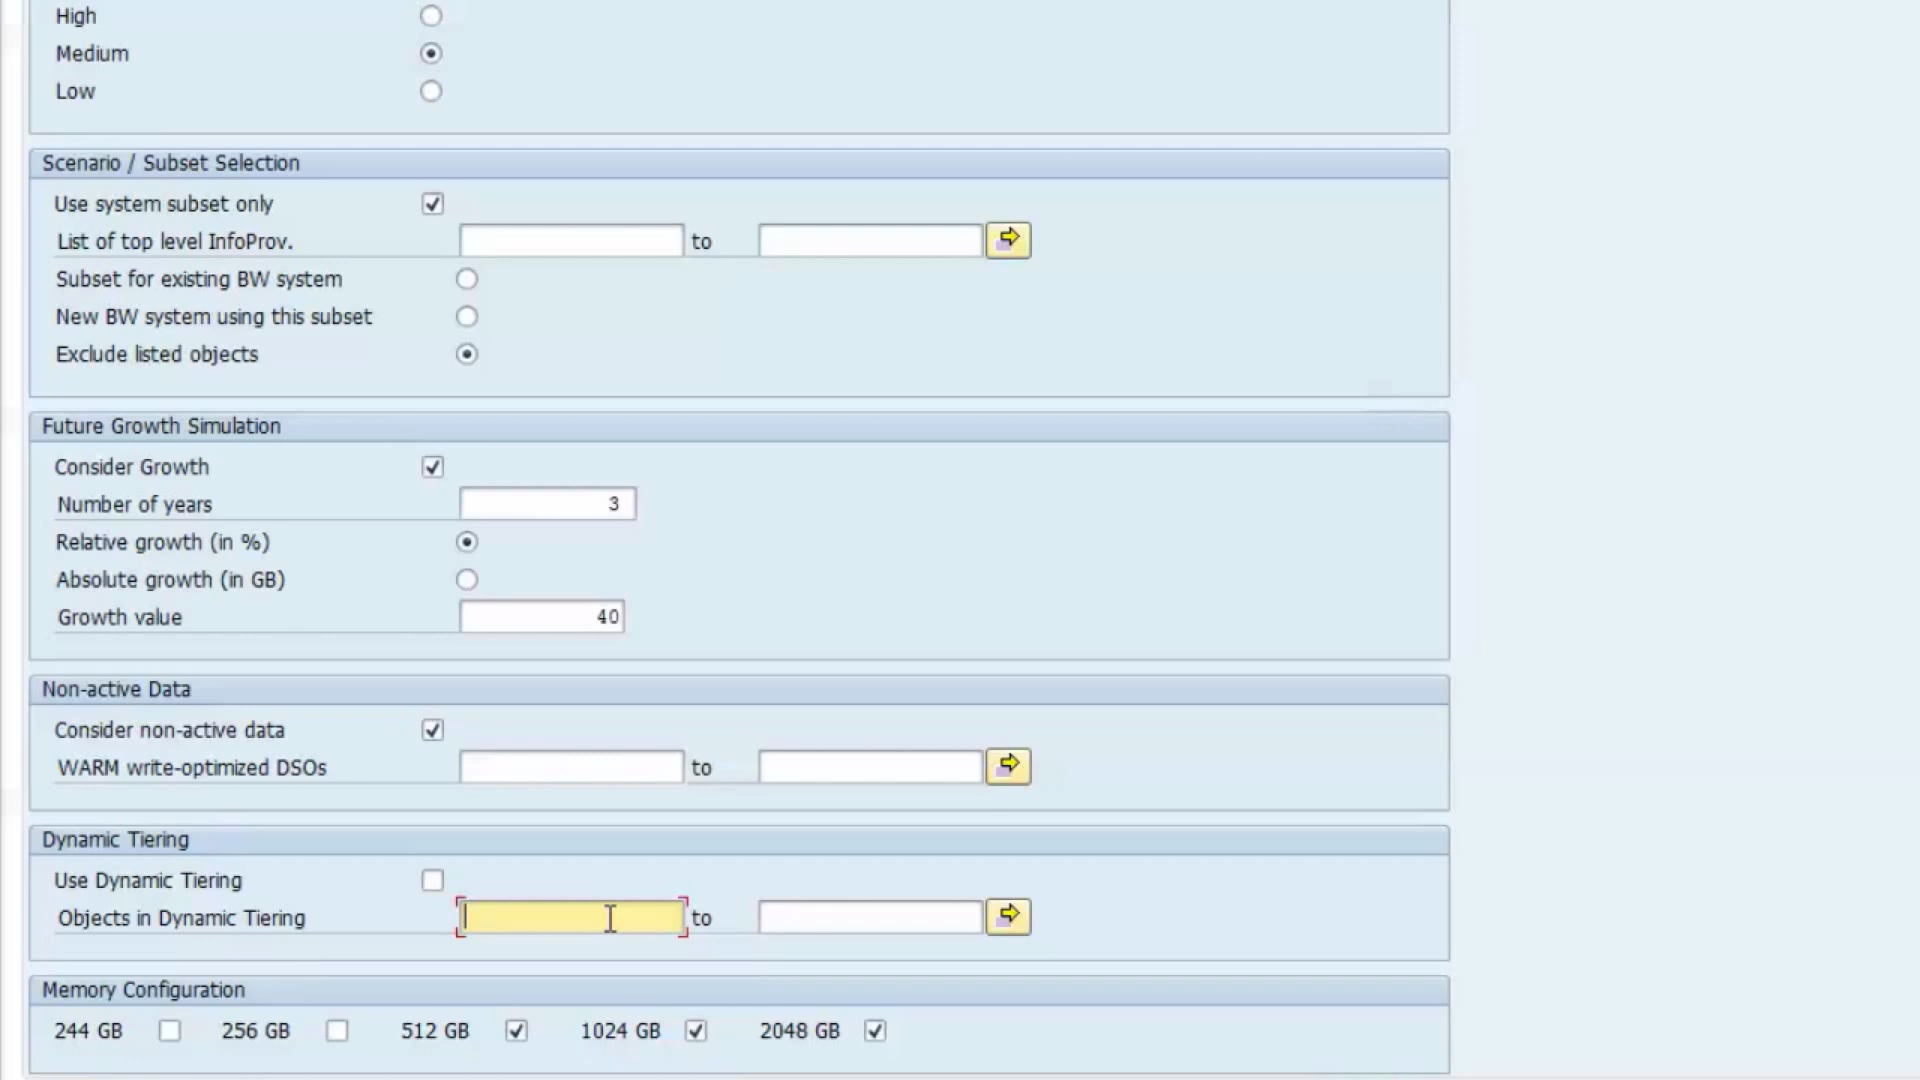 High
Medium
Low
Scenario / Subset Selection
Use system subset only
List of top level InfoProv. to
Subset for existing BW system
New BW system using this subset
Exclude listed objects
Future Growth Simulation
Consider Growth
Number of years 3
Relative growth (in %)
Absolute growth (in GB)
Growth value 40
Non-active Data
Consider non-active data
WARM write-optimized DSOs to
Dynamic Tiering
Use Dynamic Tiering
Objects in Dynamic Tiering to
Memory Configuration
244 GB 256 GB 512 GB 1024 GB 2048 GB